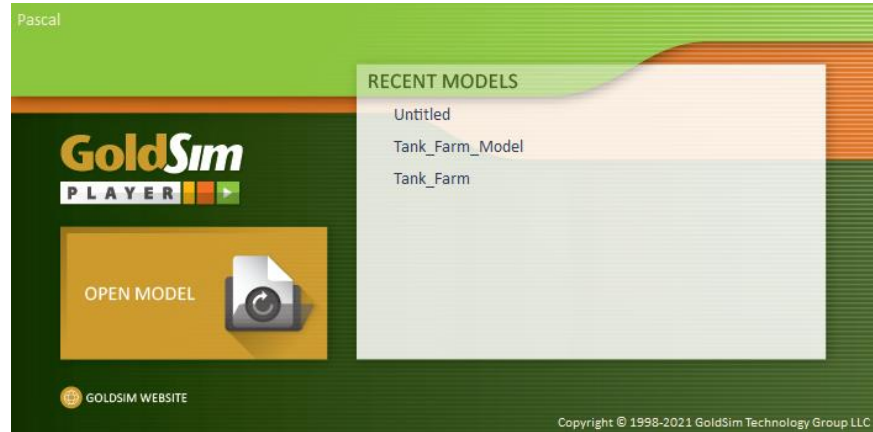 Pascal
RECENT MODELS
Untitled
Tank_Farm_Model
Tank_Farm
GoldSim
PLAYER
OPEN MODEL
GOLDSIM WEBSITE
Copyright © 1998-2021 GoldSim Technology Group LLC